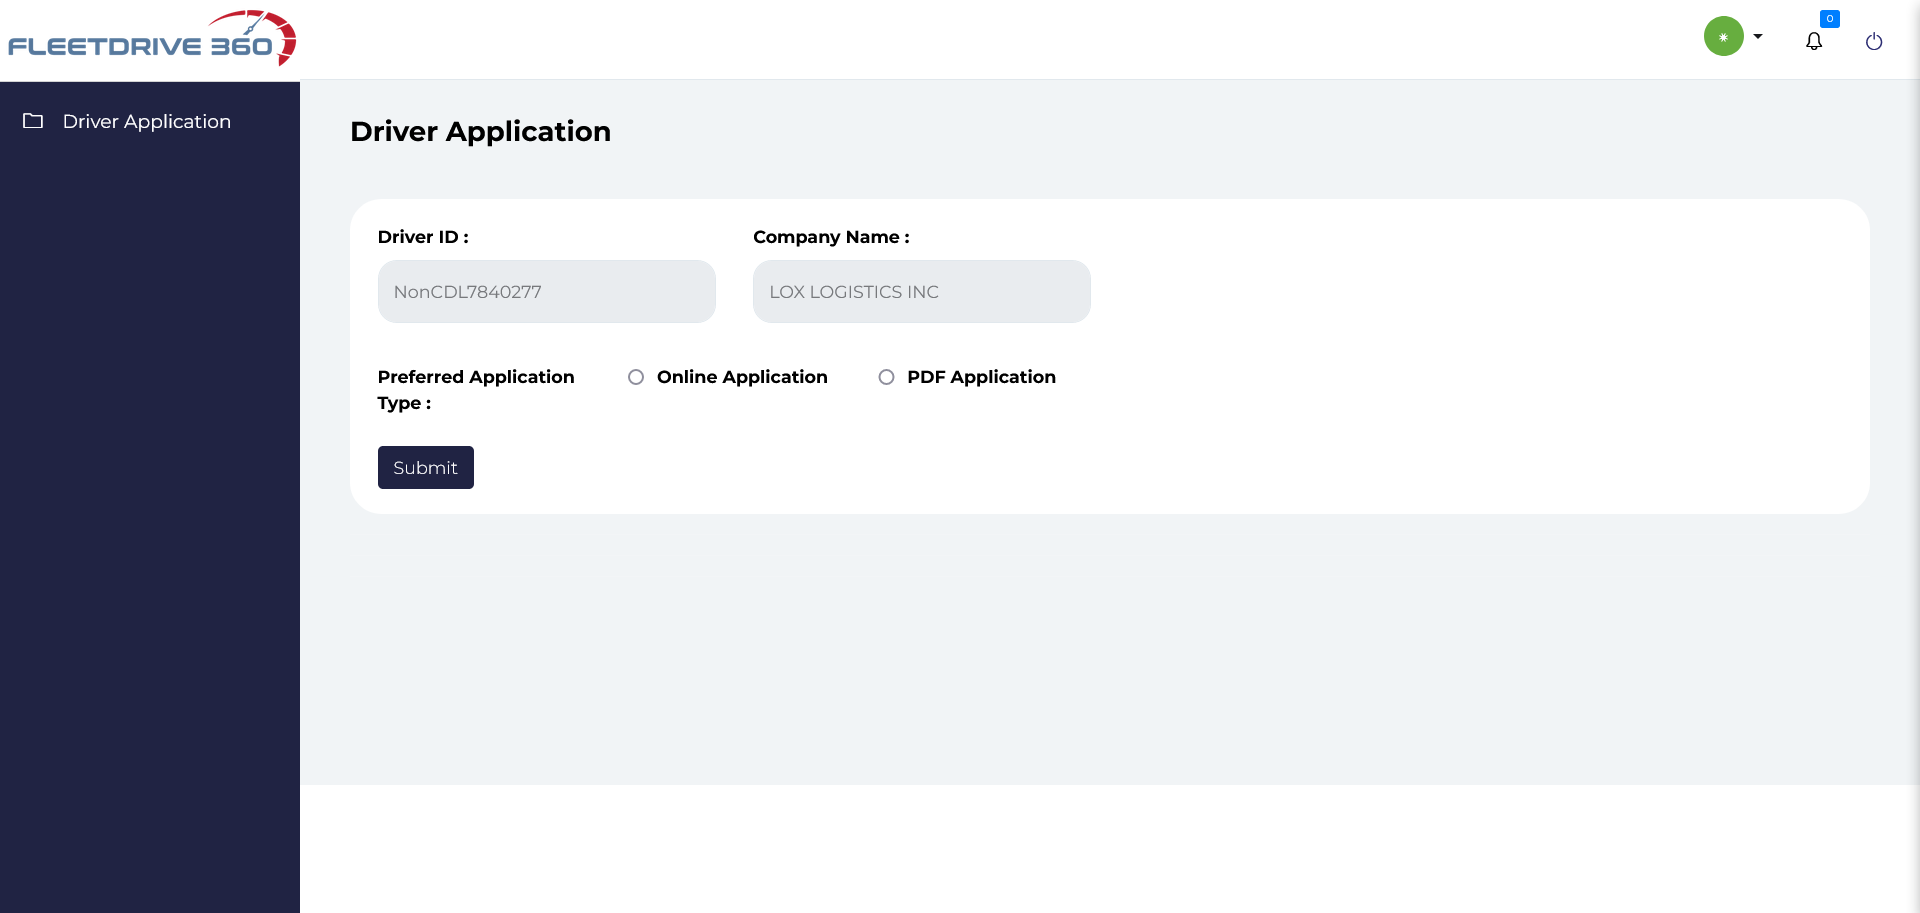 FLEETDRIVE 360
0
Driver Application
Driver Application
Driver ID :
Company Name :
NonCDL7840277
LOX LOGISTICS INC
Preferred Application
Type :
Online Application
PDF Application
Submit